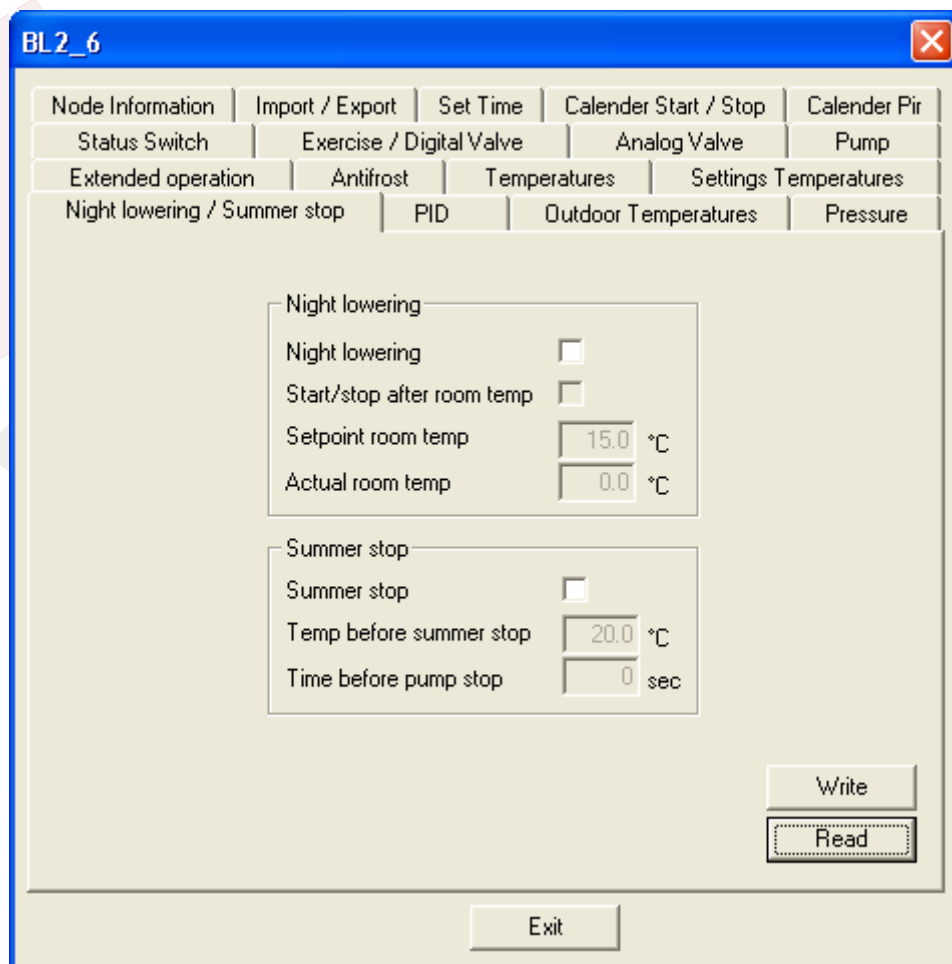 BL2_6
Node Information Import / Export Set Time Calender Start / Stop Calender Pir
Status Switch Exercise / Digital Valve Analog Valve Pump
Extended operation Antifrost Temperatures Settings Temperatures
Night lowering / Summer stop PID Outdoor Temperatures Pressure
Night lowering
Night lowering
Start/stop after room temp
Setpoint room temp 15.0 °C
Actual room temp 0.0 °C
Summer stop
Summer stop
Temp before summer stop 20.0 °C
Time before pump stop 0 sec
Write
Read
Exit